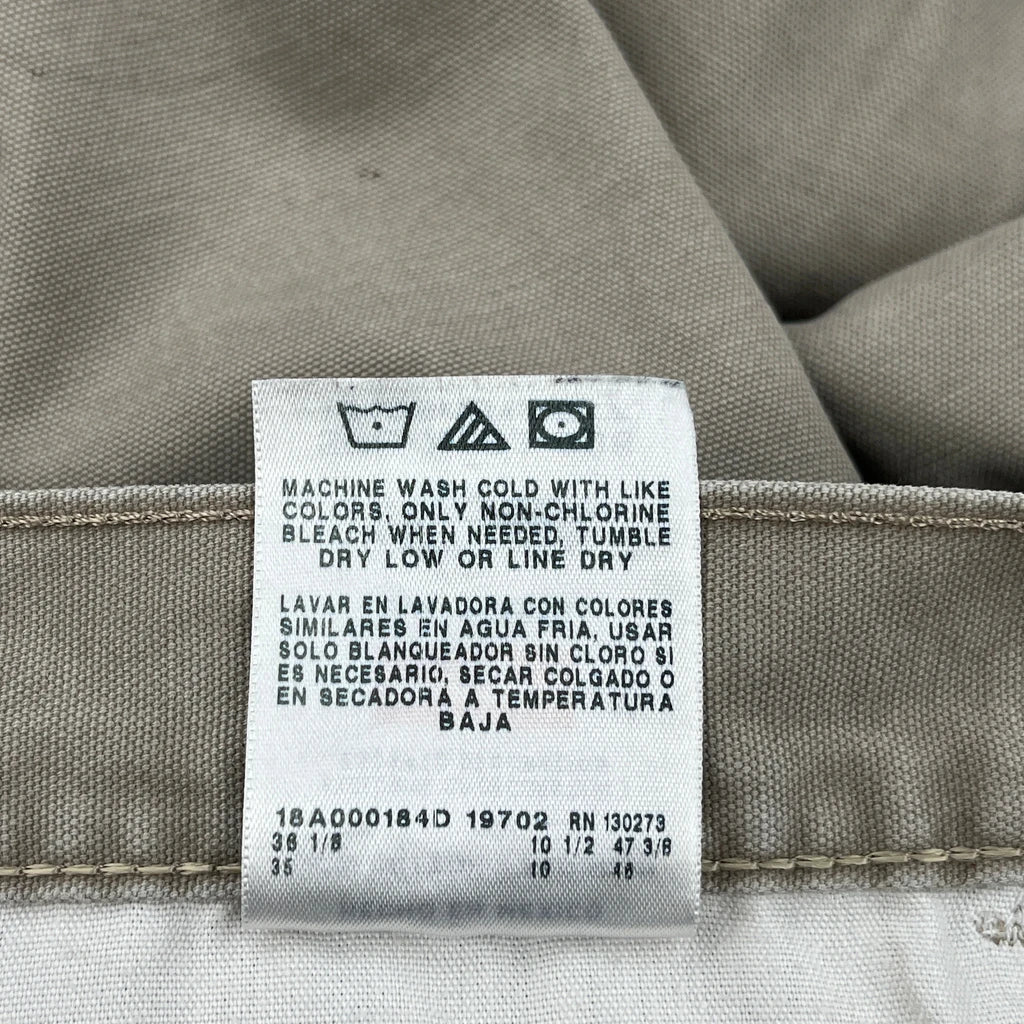 MACHINE WASH COLD WITH LIKE
COLORS, ONLY NON-CHLORINE
BLEACH WHEN NEEDED, TUMBLE
DRY LOW OR LINE DRY
LAVAR EN LAVADORA CON COLORES
SIMILARES EN AGUA FRIA, USAR
SOLO BLANQUEADOR SIN CLORO SI
ES NECESARIO, SECAR COLGADO O
EN SECADORA A TEMPERATURA
BAJA
18A000184D 19702 RN 130273
36 1/8 10 1/2 47 3/8
35 10 46